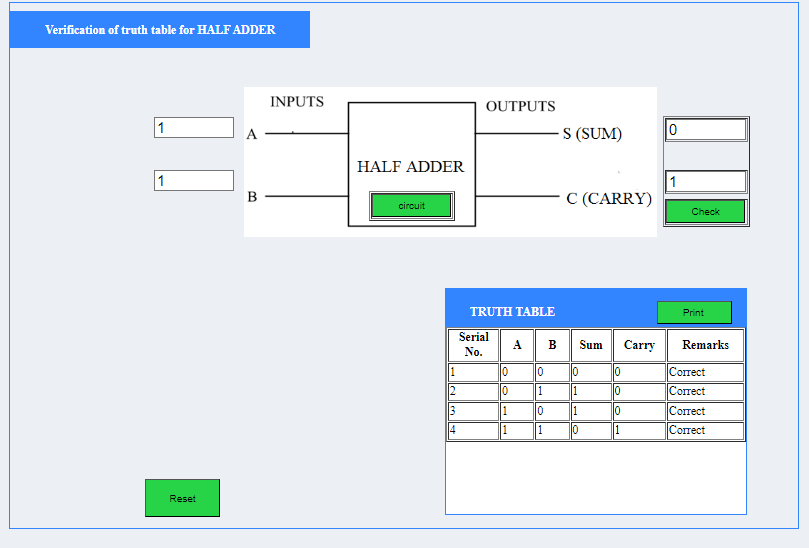 Verification of truth table for HALF ADDER
INPUTS
OUTPUTS
1
A
S (SUM)
0
HALF ADDER
1
B
circuit
C (CARRY)
1
Check
TRUTH TABLE
Print
Serial No. A B Sum Carry Remarks
1 0 0 0 0 Correct
2 0 1 1 0 Correct
3 1 0 1 0 Correct
4 1 1 0 1 Correct
Reset